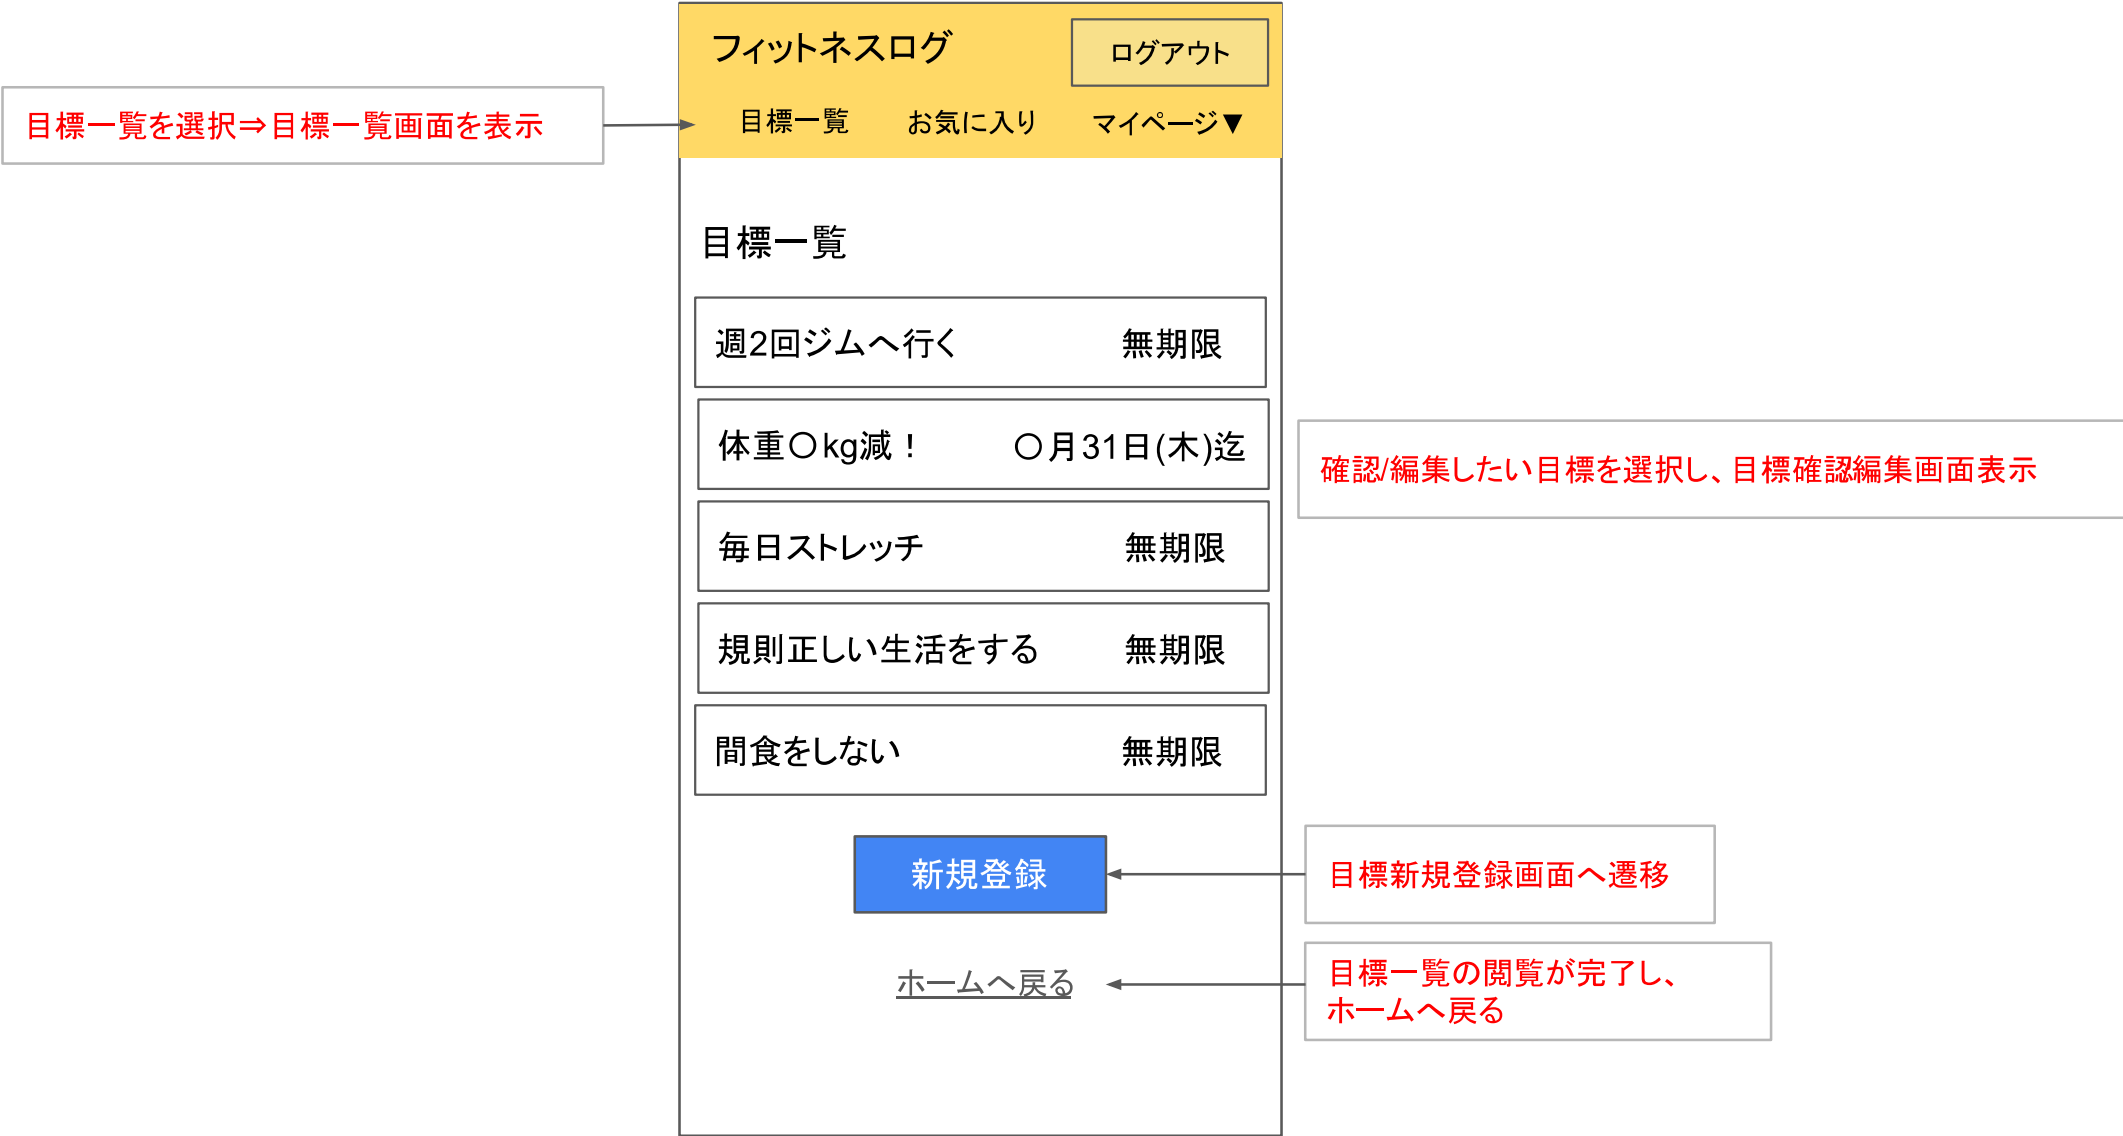 フィットネスログ
ログアウト
目標一覧を選択⇒目標一覧画面を表示
目標一覧 お気に入り マイページ▼
目標一覧
週2回ジムへ行く 無期限
体重〇kg減！ 〇月31日(木)迄
確認/編集したい目標を選択し、目標確認編集画面表示
毎日ストレッチ 無期限
規則正しい生活をする 無期限
間食をしない 無期限
新規登録
目標新規登録画面へ遷移
ホームへ戻る
目標一覧の閲覧が完了し、
ホームへ戻る